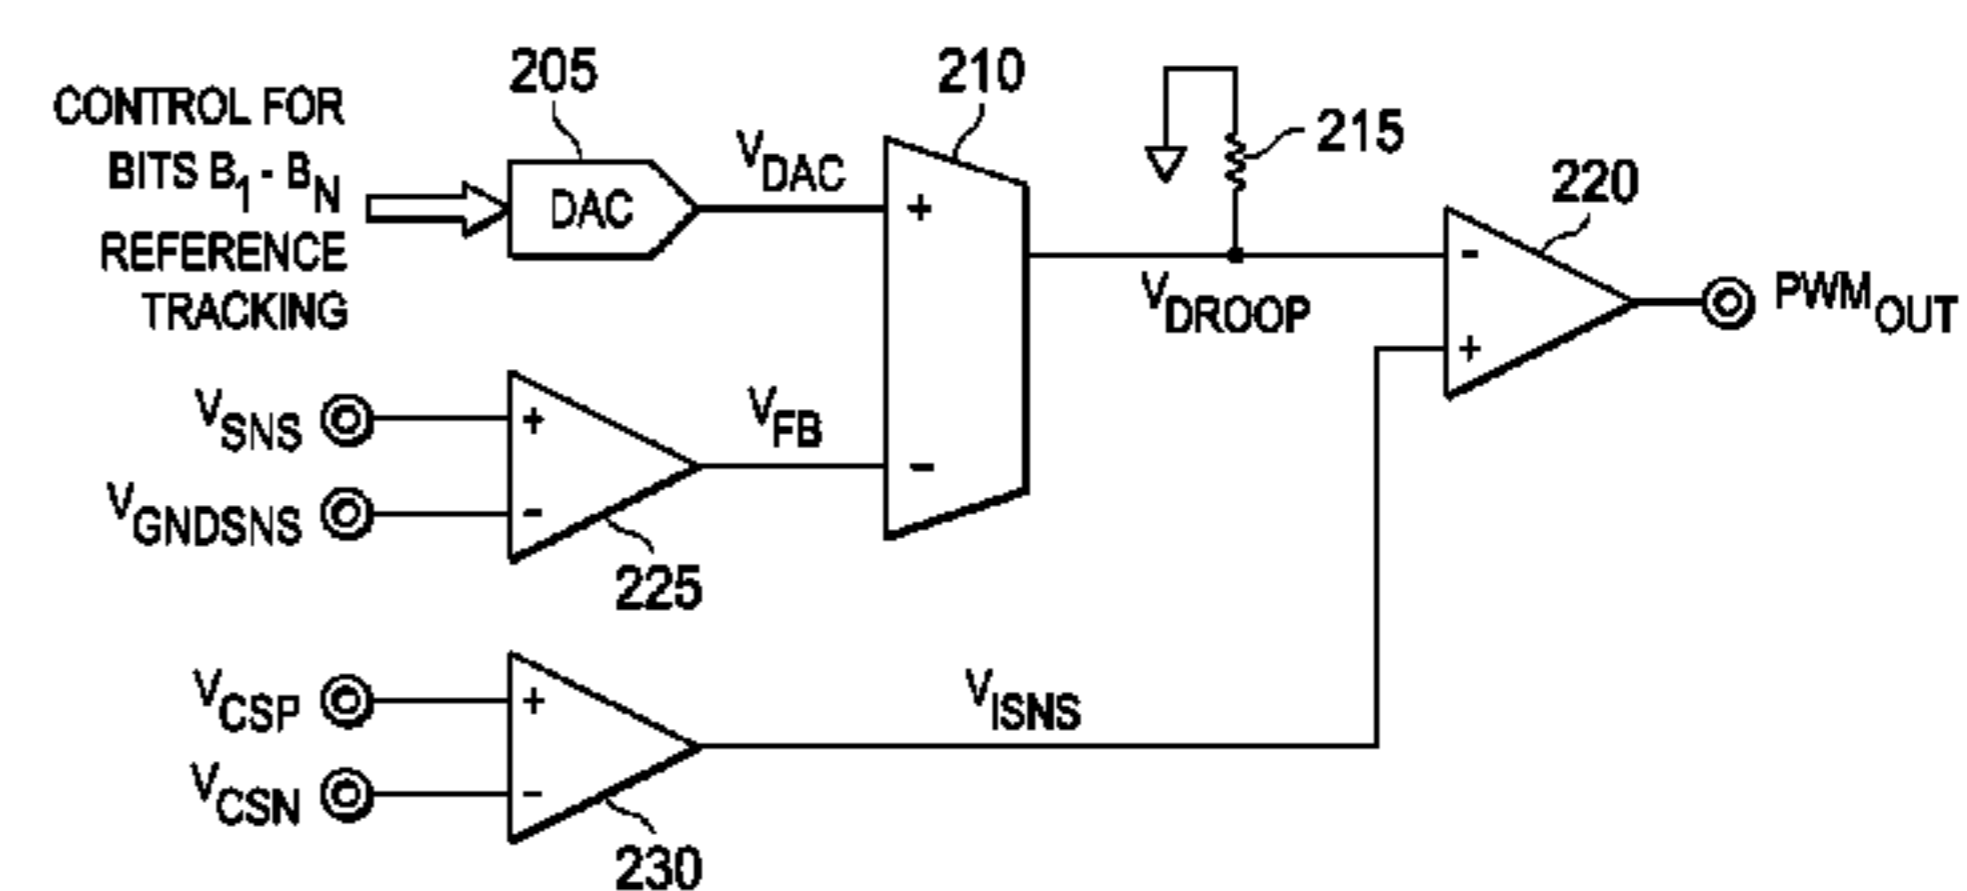 CONTROL FOR
BITS B1 - BN
REFERENCE
TRACKING
205
DAC
VDAC
210
+
-
215
VDROOP
220
-
+
PWMOUT
VSNS
VGNDSNS
+
-
225
VFB
VCSP
VCSN
+
-
230
VISNS